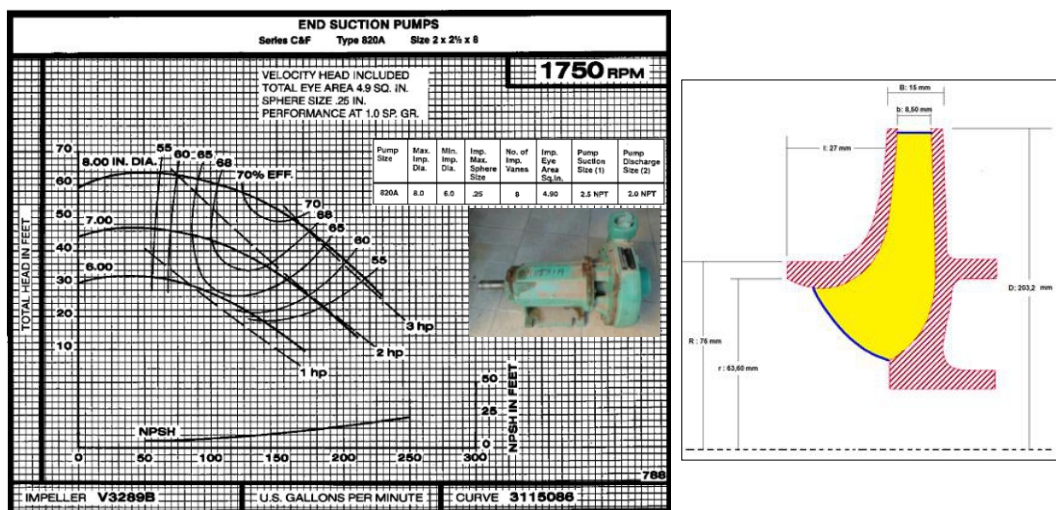 END SUCTION PUMPS
Series C&F Type 820A Size 2 x 2½ x 8
1750 RPM
VELOCITY HEAD INCLUDED
TOTAL EYE AREA 4.9 SQ. IN.
SPHERE SIZE .25 IN.
PERFORMANCE AT 1.0 SP. GR.
Pump Size
Max. Imp. Dia.
Min. Imp. Dia.
Imp. Max. Sphere Size
No. of Imp. Vanes
Imp. Eye Area Sq.In.
Pump Suction Size (1)
Pump Discharge Size (2)
820A 8.0 6.0 .25 8 4.90 2.5 NPT 2.0 NPT
TOTAL HEAD IN FEET
70
60
50
40
30
20
10
8.00 IN. DIA.
7.00
6.00
55 60 65 68
70% EFF.
70
68
65
60
55
3 hp
2 hp
1 hp
NPSH
NPSH IN FEET
50
25
0
0 50 100 150 200 250 300
788
IMPELLER V3289B
U.S. GALLONS PER MINUTE
CURVE 3115086
B: 15 mm
b: 8,50 mm
l: 27 mm
D: 203,2 mm
R: 76 mm
r: 63,60 mm